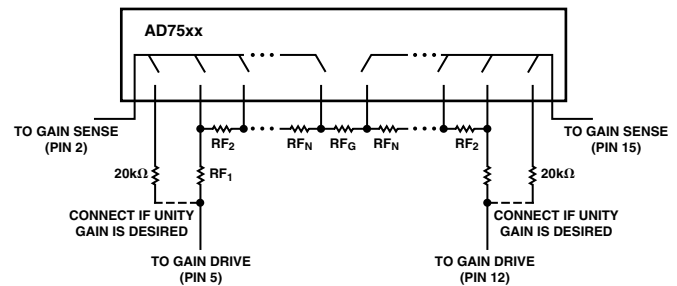 AD75xx
TO GAIN SENSE
(PIN 2)
TO GAIN SENSE
(PIN 15)
RF2
RFN
RFG
RFN
RF2
20kΩ
RF1
20kΩ
CONNECT IF UNITY
GAIN IS DESIRED
CONNECT IF UNITY
GAIN IS DESIRED
TO GAIN DRIVE
(PIN 5)
TO GAIN DRIVE
(PIN 12)